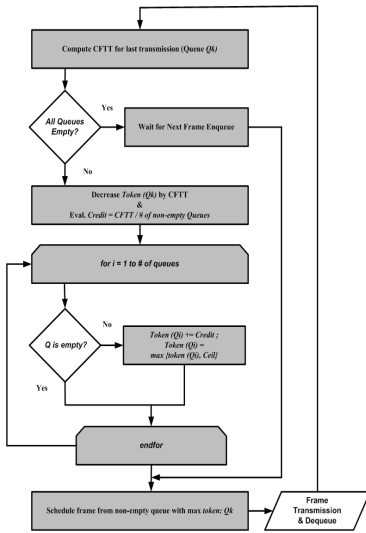 Compute CFTT for last transmission (Queue Qk)
All Queues
Empty?
Yes
Wait for Next Frame Enqueue
No
Decrease Token (Qk) by CFTT
&
Eval. Credit = CFTT / # of non-empty Queues
for i = 1 to # of queues
Q is empty?
No
Token (Qi) += Credit ;
Token (Qi) =
max [token (Qi), Ceil]
Yes
endfor
Schedule frame from non-empty queue with max token: Qk
Frame
Transmission
& Dequeue